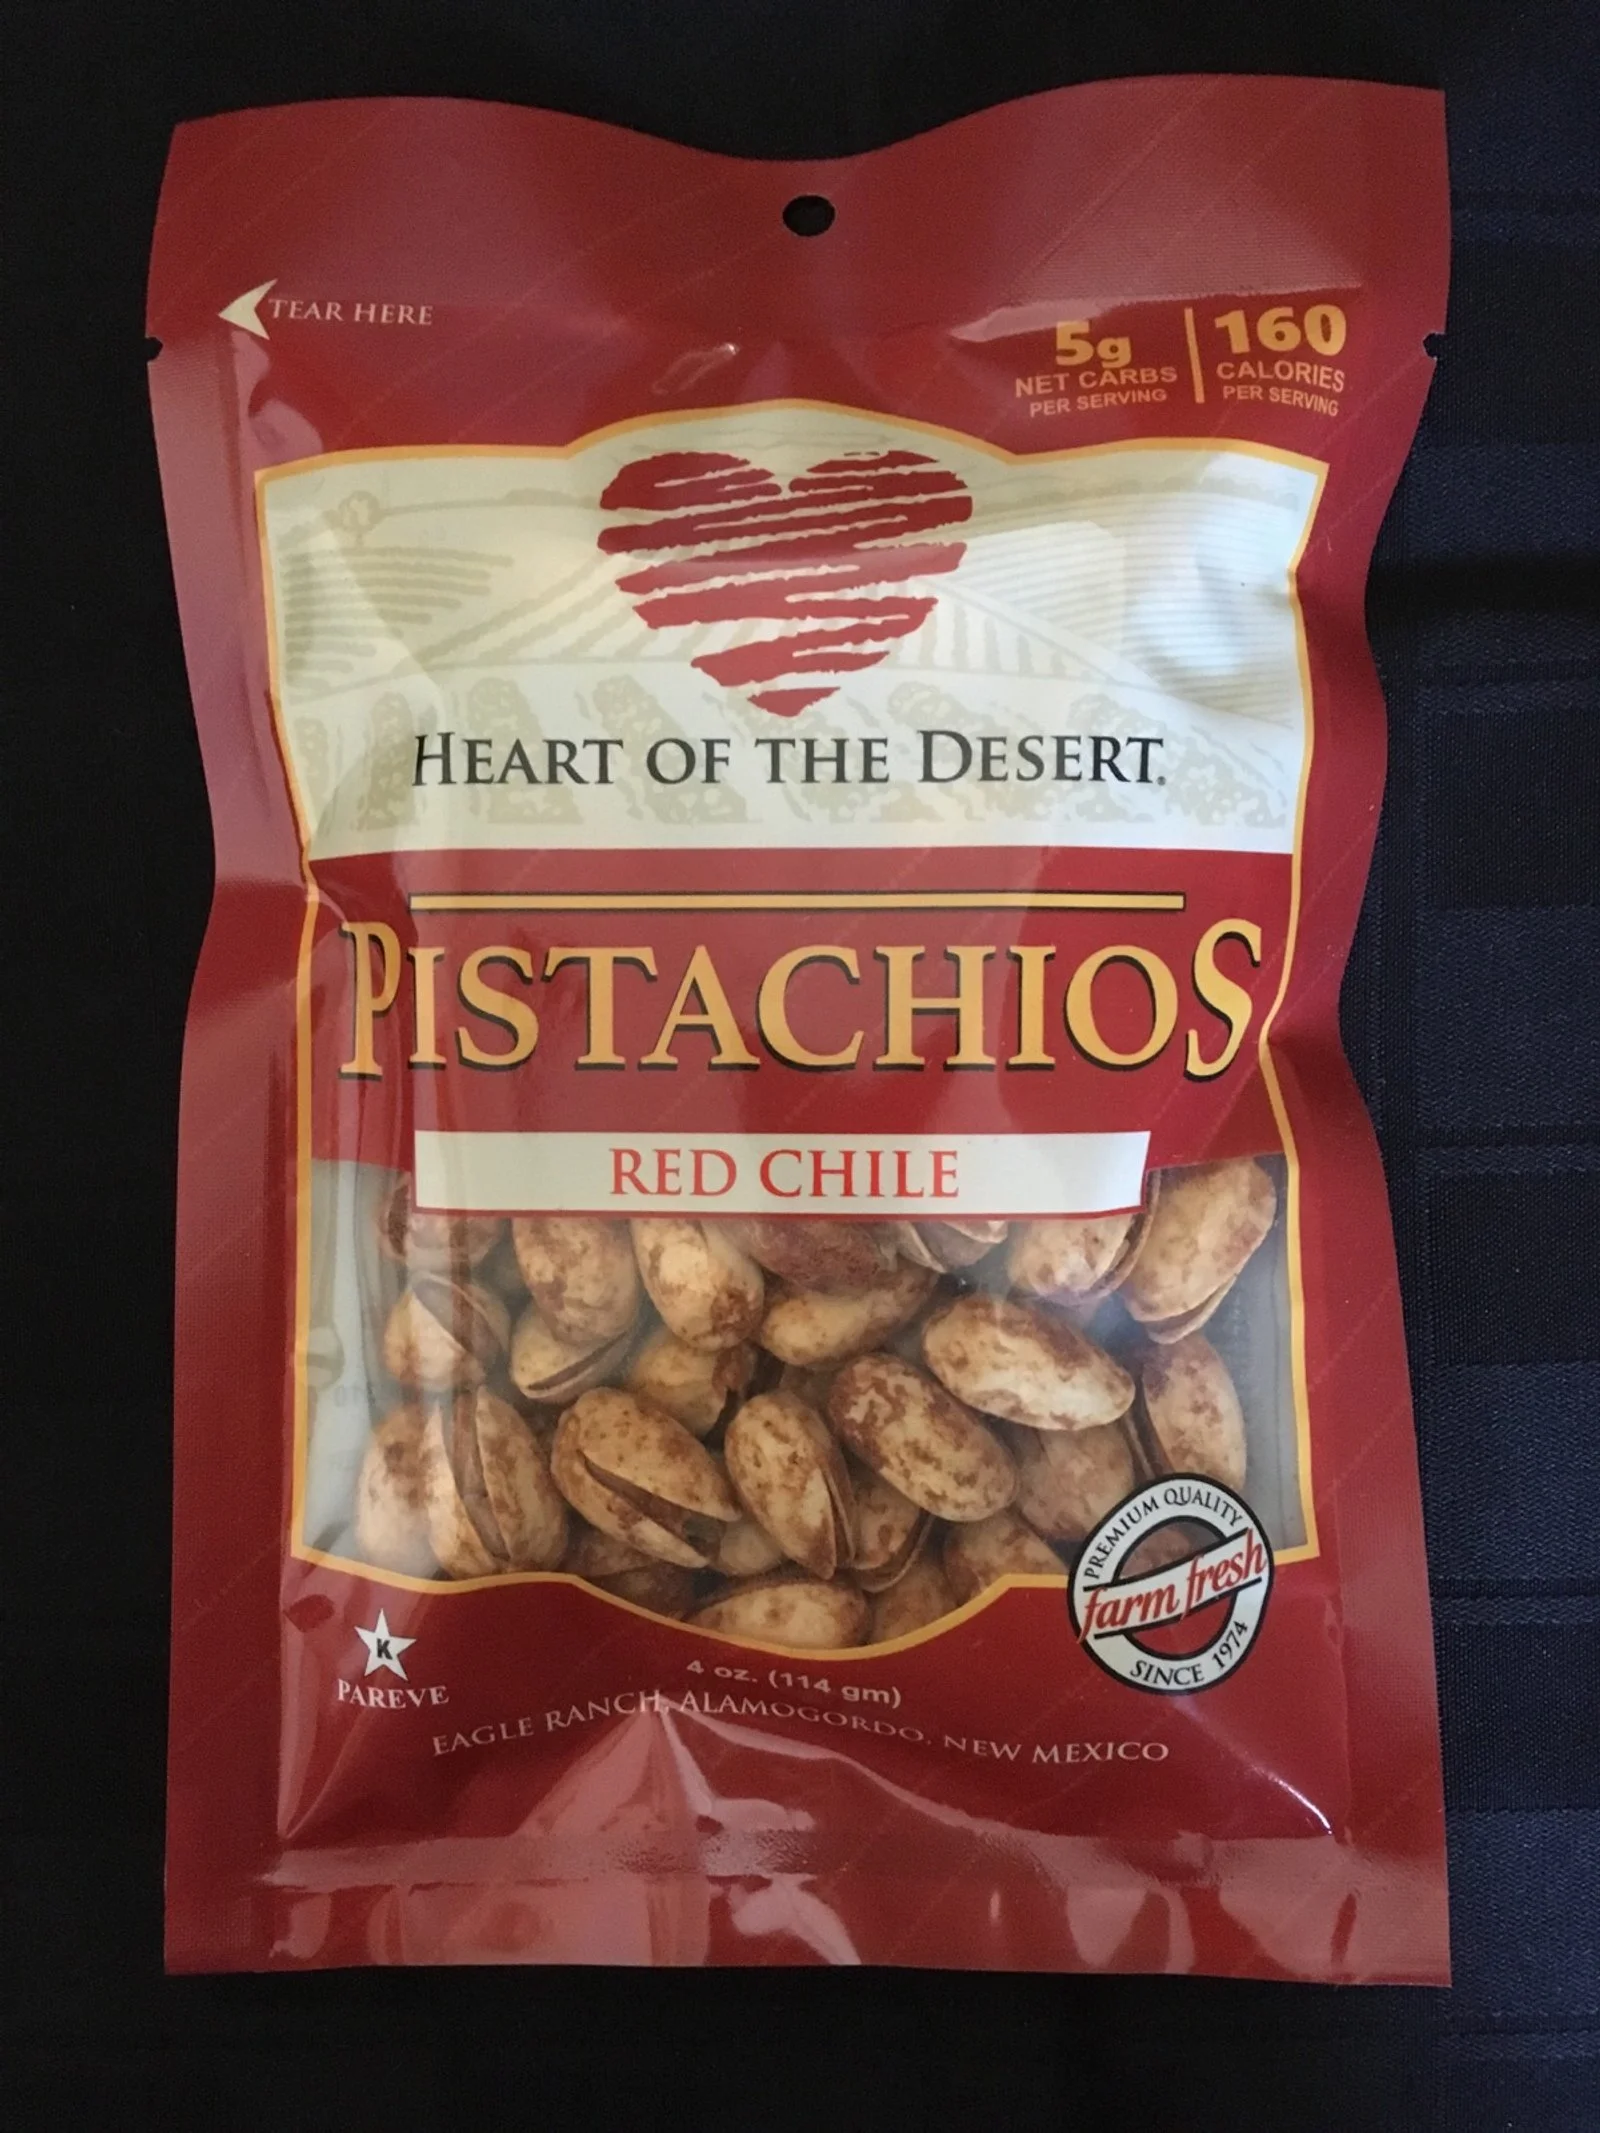 TEAR HERE
5g
NET CARBS
PER SERVING
160
CALORIES
PER SERVING
HEART OF THE DESERT.
PISTACHIOS
RED CHILE
PREMIUM QUALITY
farm fresh
SINCE 1974
K
PAREVE
4 oz. (114 gm)
EAGLE RANCH, ALAMOGORDO, NEW MEXICO